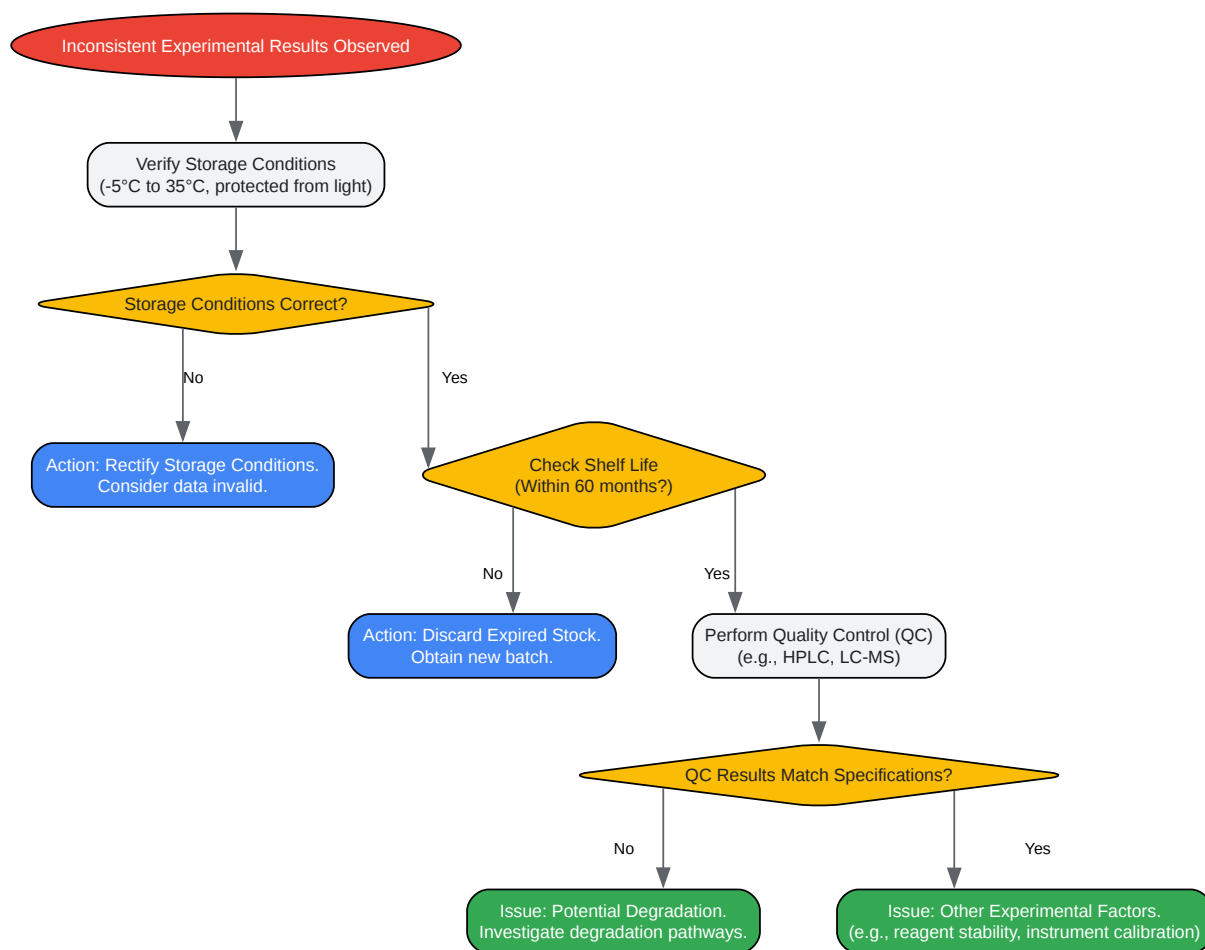 Inconsistent Experimental Results Observed
Verify Storage Conditions
(-5°C to 35°C, protected from light)
Storage Conditions Correct?
No
Yes
Action: Rectify Storage Conditions.
Consider data invalid.
Check Shelf Life
(Within 60 months?)
No
Yes
Action: Discard Expired Stock.
Obtain new batch.
Perform Quality Control (QC)
(e.g., HPLC, LC-MS)
QC Results Match Specifications?
No
Yes
Issue: Potential Degradation.
Investigate degradation pathways.
Issue: Other Experimental Factors.
(e.g., reagent stability, instrument calibration)